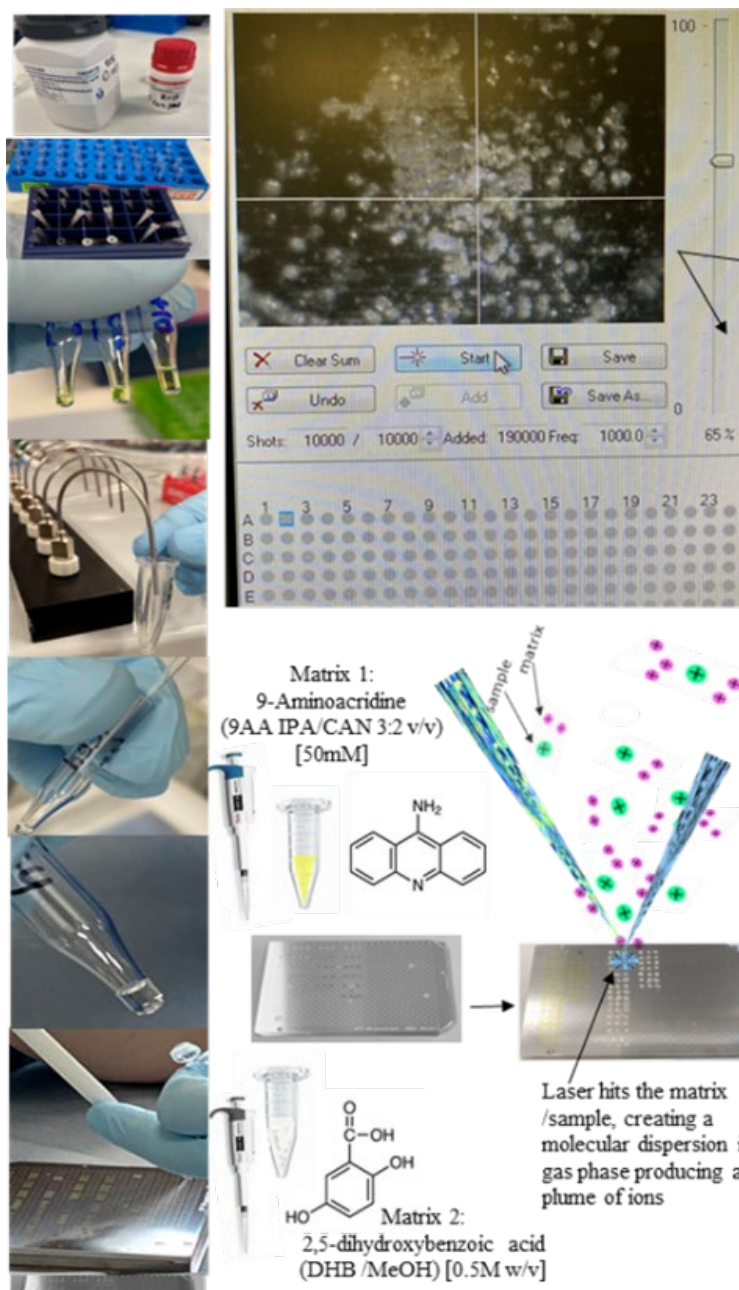 100
0
Clear Sum
Start
Save
Undo
Add
Save As...
Shots: 10000 / 10000 Added: 190000 Freq: 1000.0 65 %
1 3 5 7 9 11 13 15 17 19 21 23
A
B
C
D
E
Matrix 1:
9-Aminoacridine
(9AA IPA/CAN 3:2 v/v)
[50mM]
sample
matrix
NH2
N
Laser hits the matrix
/sample, creating a
molecular dispersion i
gas phase producing a
plume of ions
O
OH
OH
HO
Matrix 2:
2,5-dihydroxybenzoic acid
(DHB /MeOH) [0.5M w/v]